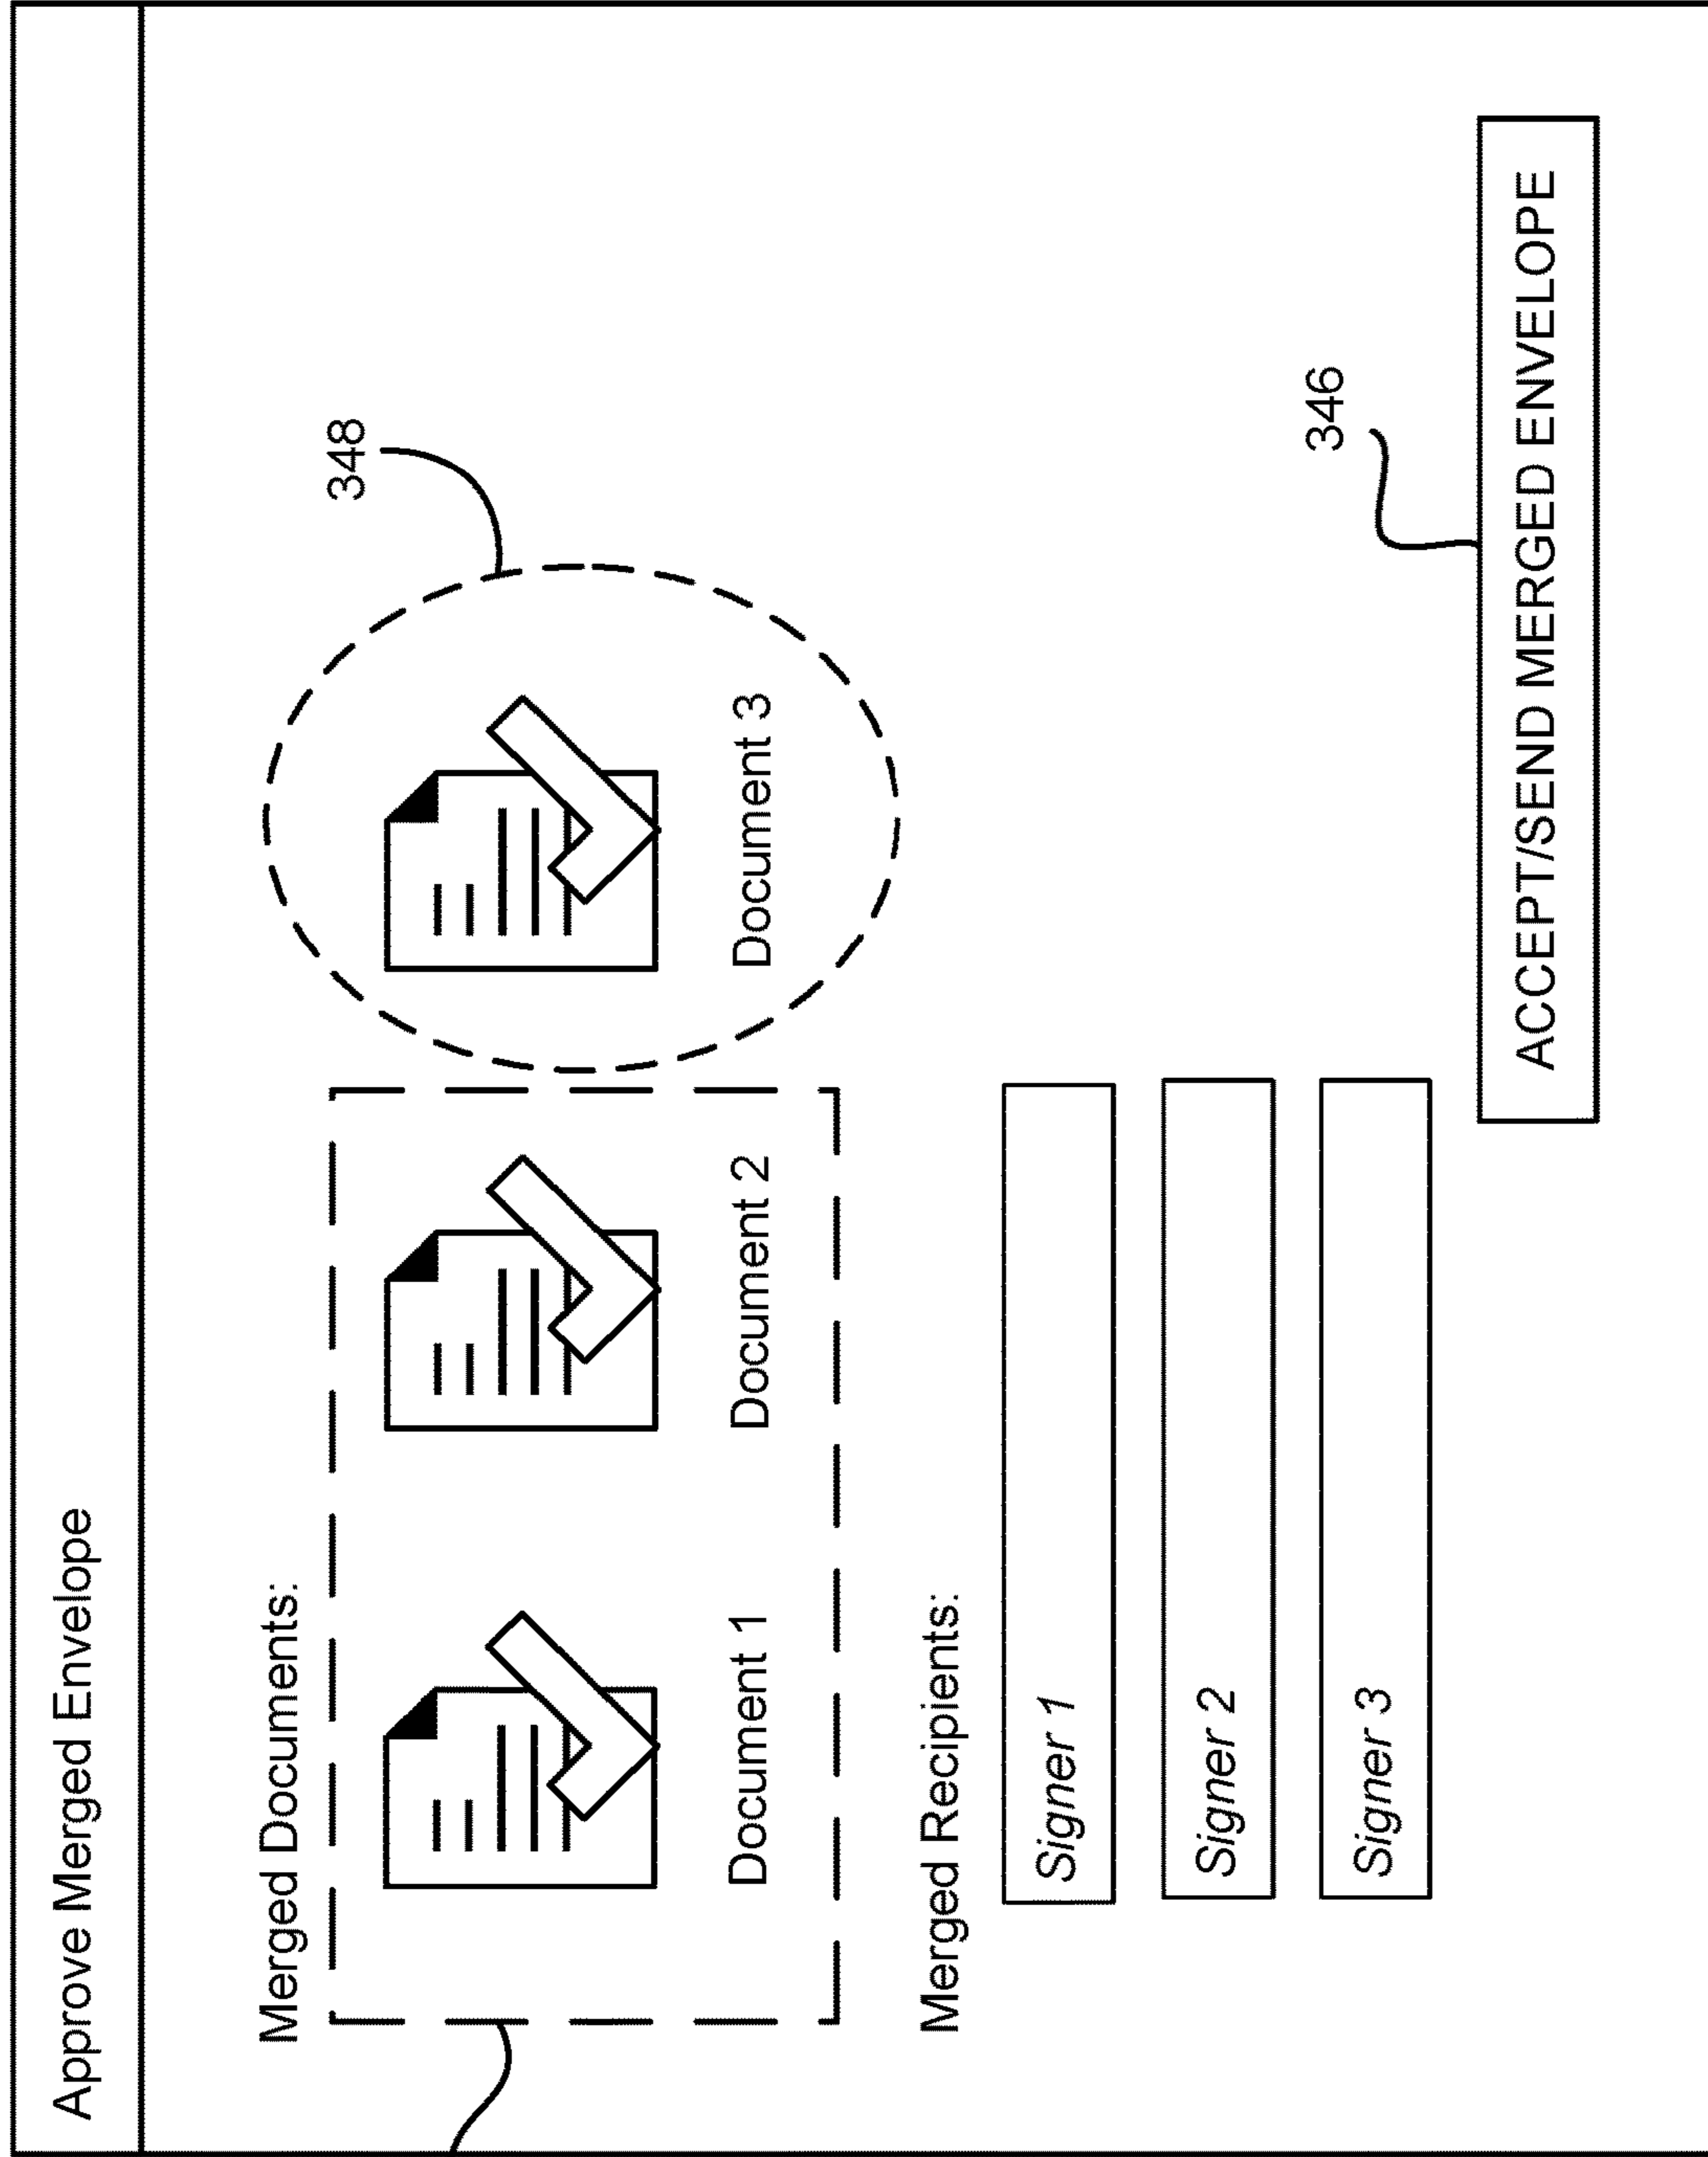 Approve Merged Envelope
Merged Documents:
348
Document 1
Document 2
Document 3
Merged Recipients:
Signer 1
Signer 2
Signer 3
346
ACCEPT/SEND MERGED ENVELOPE